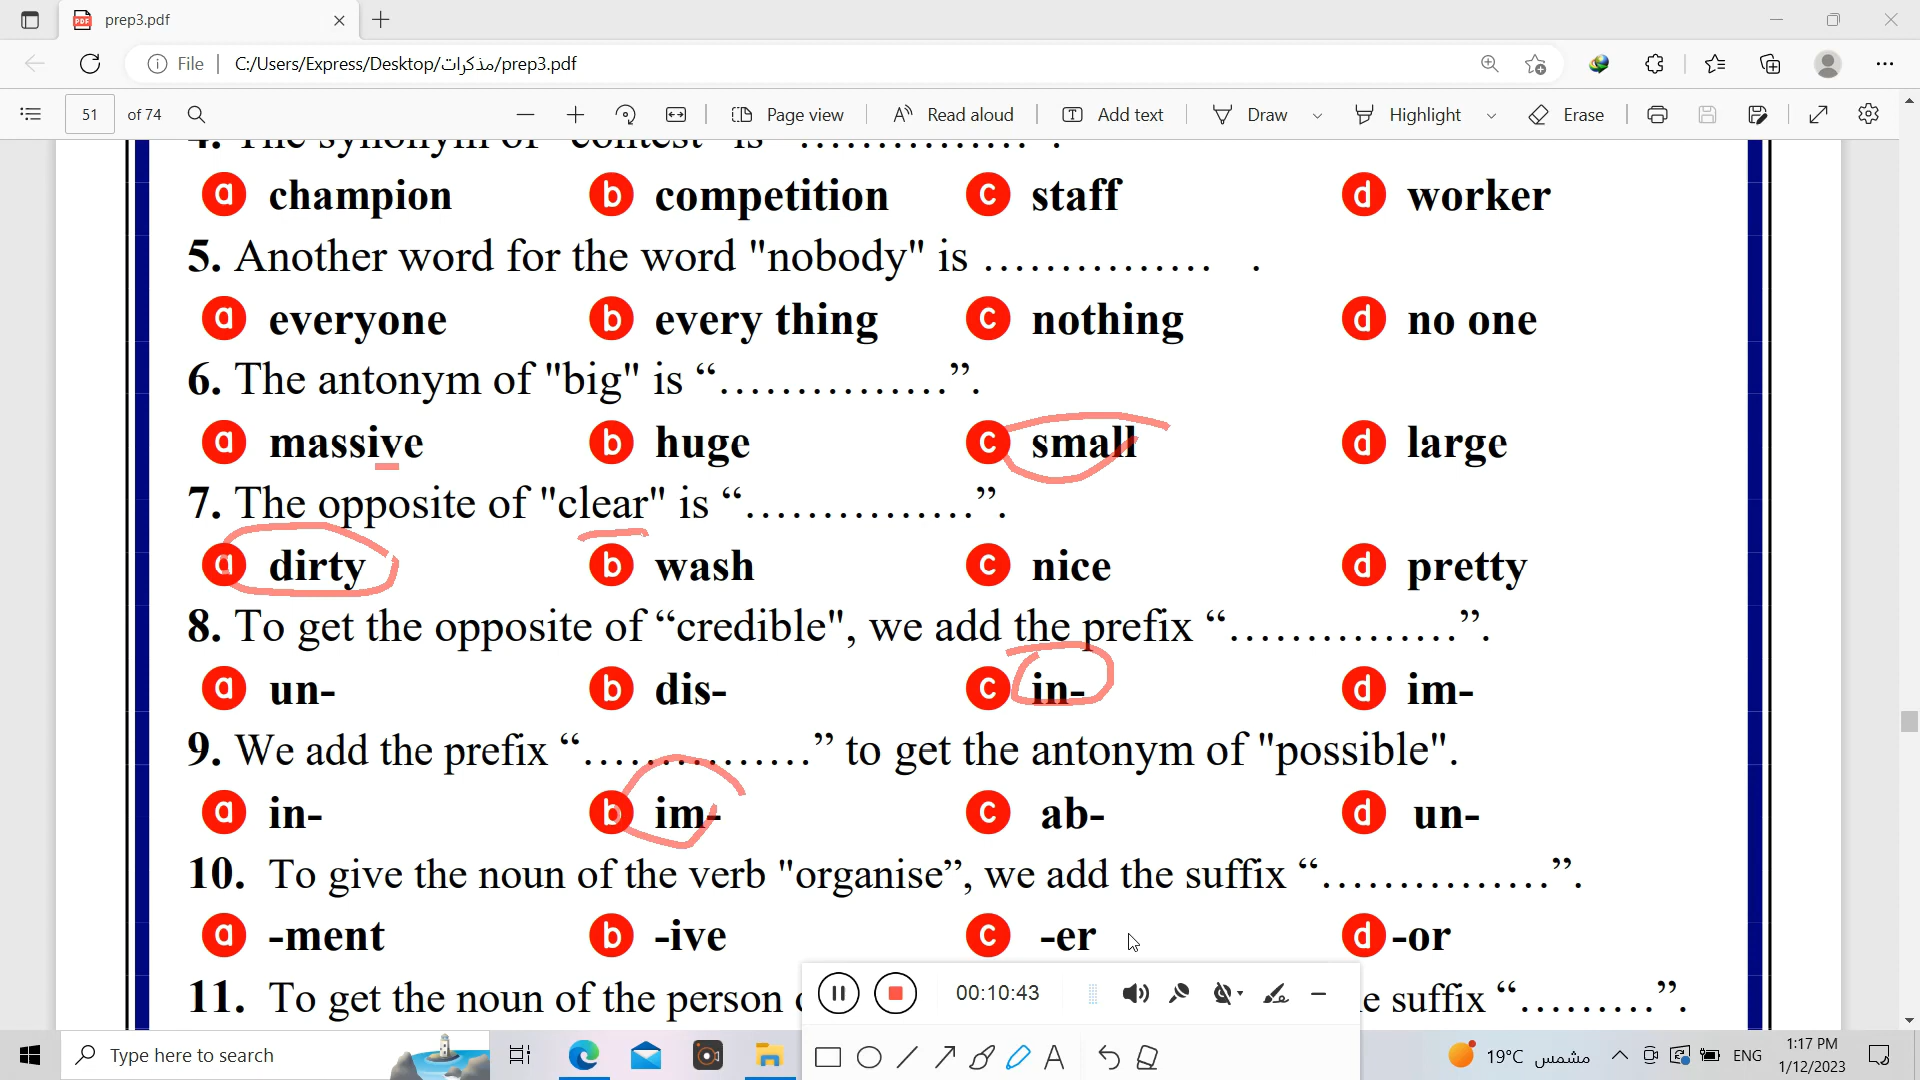 prep3.pdf
File C:/Users/Express/Desktop/مذكرات/prep3.pdf
51 of 74 Page view Read aloud Add text Draw Highlight Erase
4. The synonym of "contest" is "...............".
a champion b competition c staff d worker
5. Another word for the word "nobody" is ............... .
a everyone b every thing c nothing d no one
6. The antonym of "big" is “...............”.
a massive b huge c small d large
7. The opposite of "clear" is “...............”.
a dirty b wash c nice d pretty
8. To get the opposite of “credible", we add the prefix “...............”.
a un- b dis- c in- d im-
9. We add the prefix “...............” to get the antonym of "possible".
a in- b im- c ab- d un-
10. To give the noun of the verb "organise”, we add the suffix “...............”.
a -ment b -ive c -er d -or
11. To get the noun of the person suffix “.........”.
00:10:43
Type here to search
19°C مشمس ENG 1:17 PM
1/12/2023